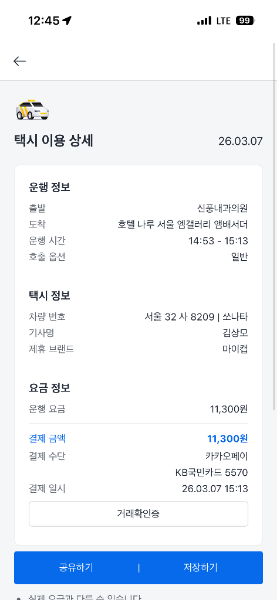 12:45
LTE 99
택시 이용 상세 26.03.07
운행 정보
출발 신풍내과의원
도착 호텔 나루 서울 엠갤러리 앰배서더
운행 시간 14:53 - 15:13
호출 옵션 일반
택시 정보
차량 번호 서울 32 사 8209 | 쏘나타
기사명 김상모
제휴 브랜드 마이캡
요금 정보
운행 요금 11,300원
결제 금액 11,300원
결제 수단 카카오페이
KB국민카드 5570
결제 일시 26.03.07 15:13
거래확인증
공유하기 | 저장하기
실제 요금과 다를 수 있습니다